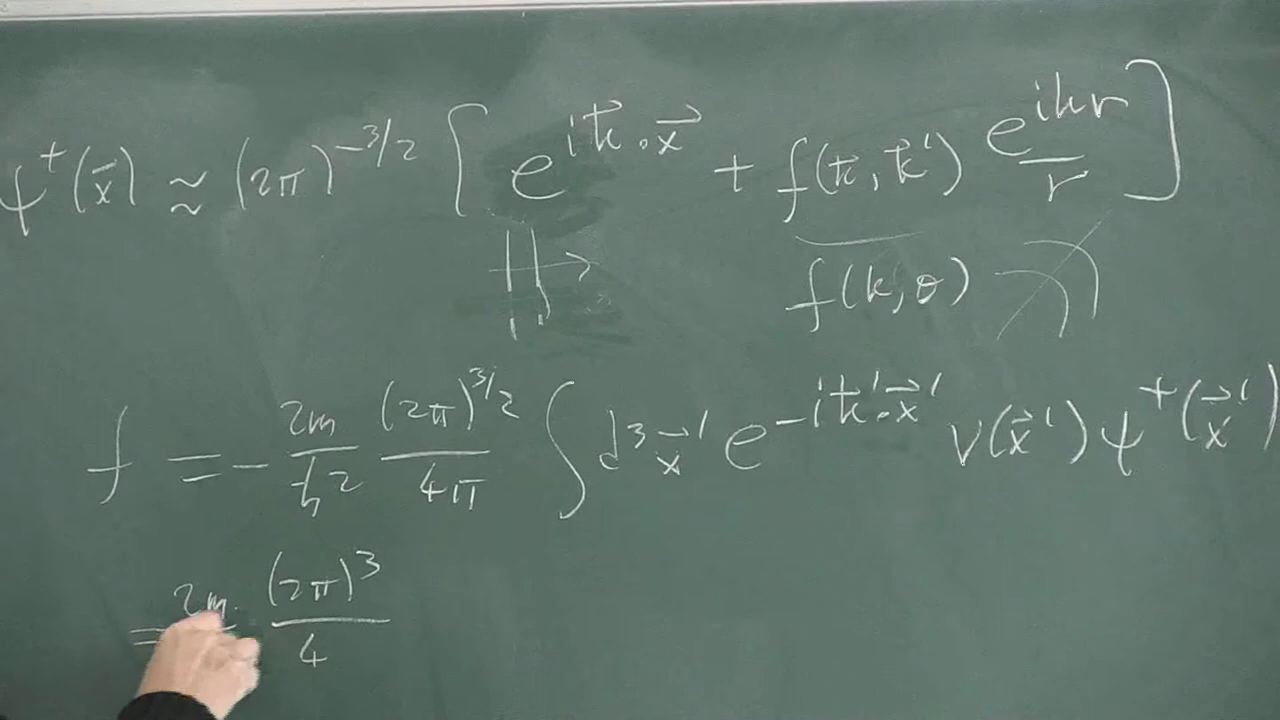 ψ⁺(x⃗) ≈ (2π)^{-3/2} [ e^{ik⃗·x⃗} + f(k⃗,k⃗') e^{ikr}/r ]
f(k,θ)
f = - 2m/ħ² (2π)^{3/2}/4π ∫ d³x⃗' e^{-ik⃗'·x⃗'} V(x⃗') ψ⁺(x⃗')
= 2m (2π)³/4